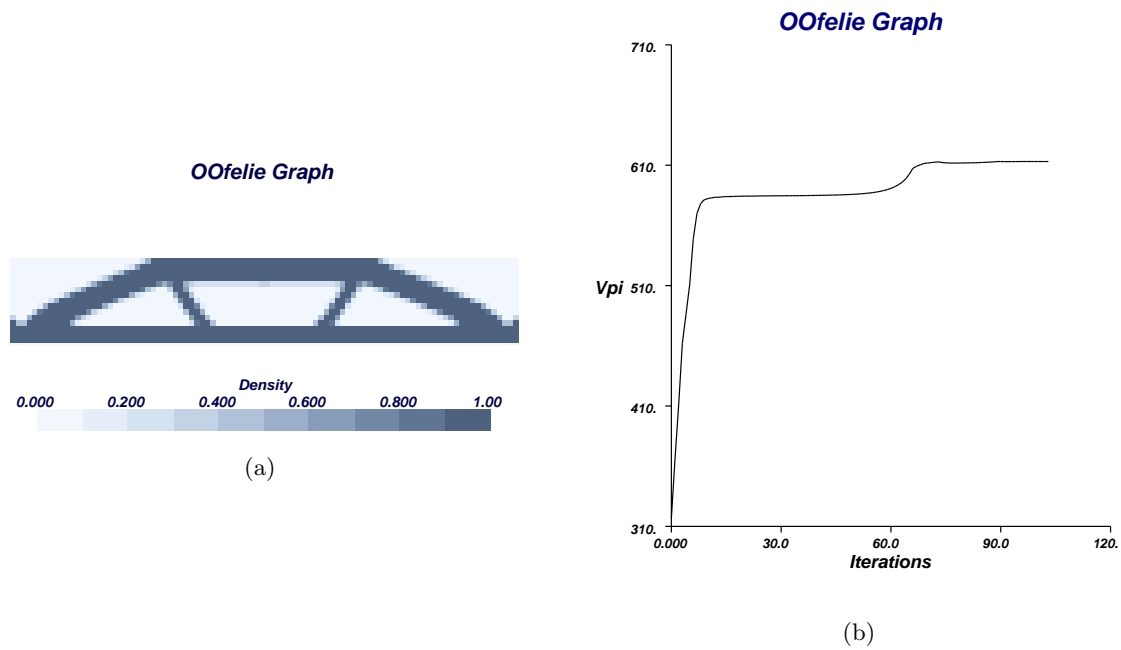 OOfelie Graph
Density
0.000 0.200 0.400 0.600 0.800 1.00
(a)
OOfelie Graph
710.
610.
510.
Vpi
410.
310.
0.000 30.0 60.0 90.0 120.
Iterations
(b)